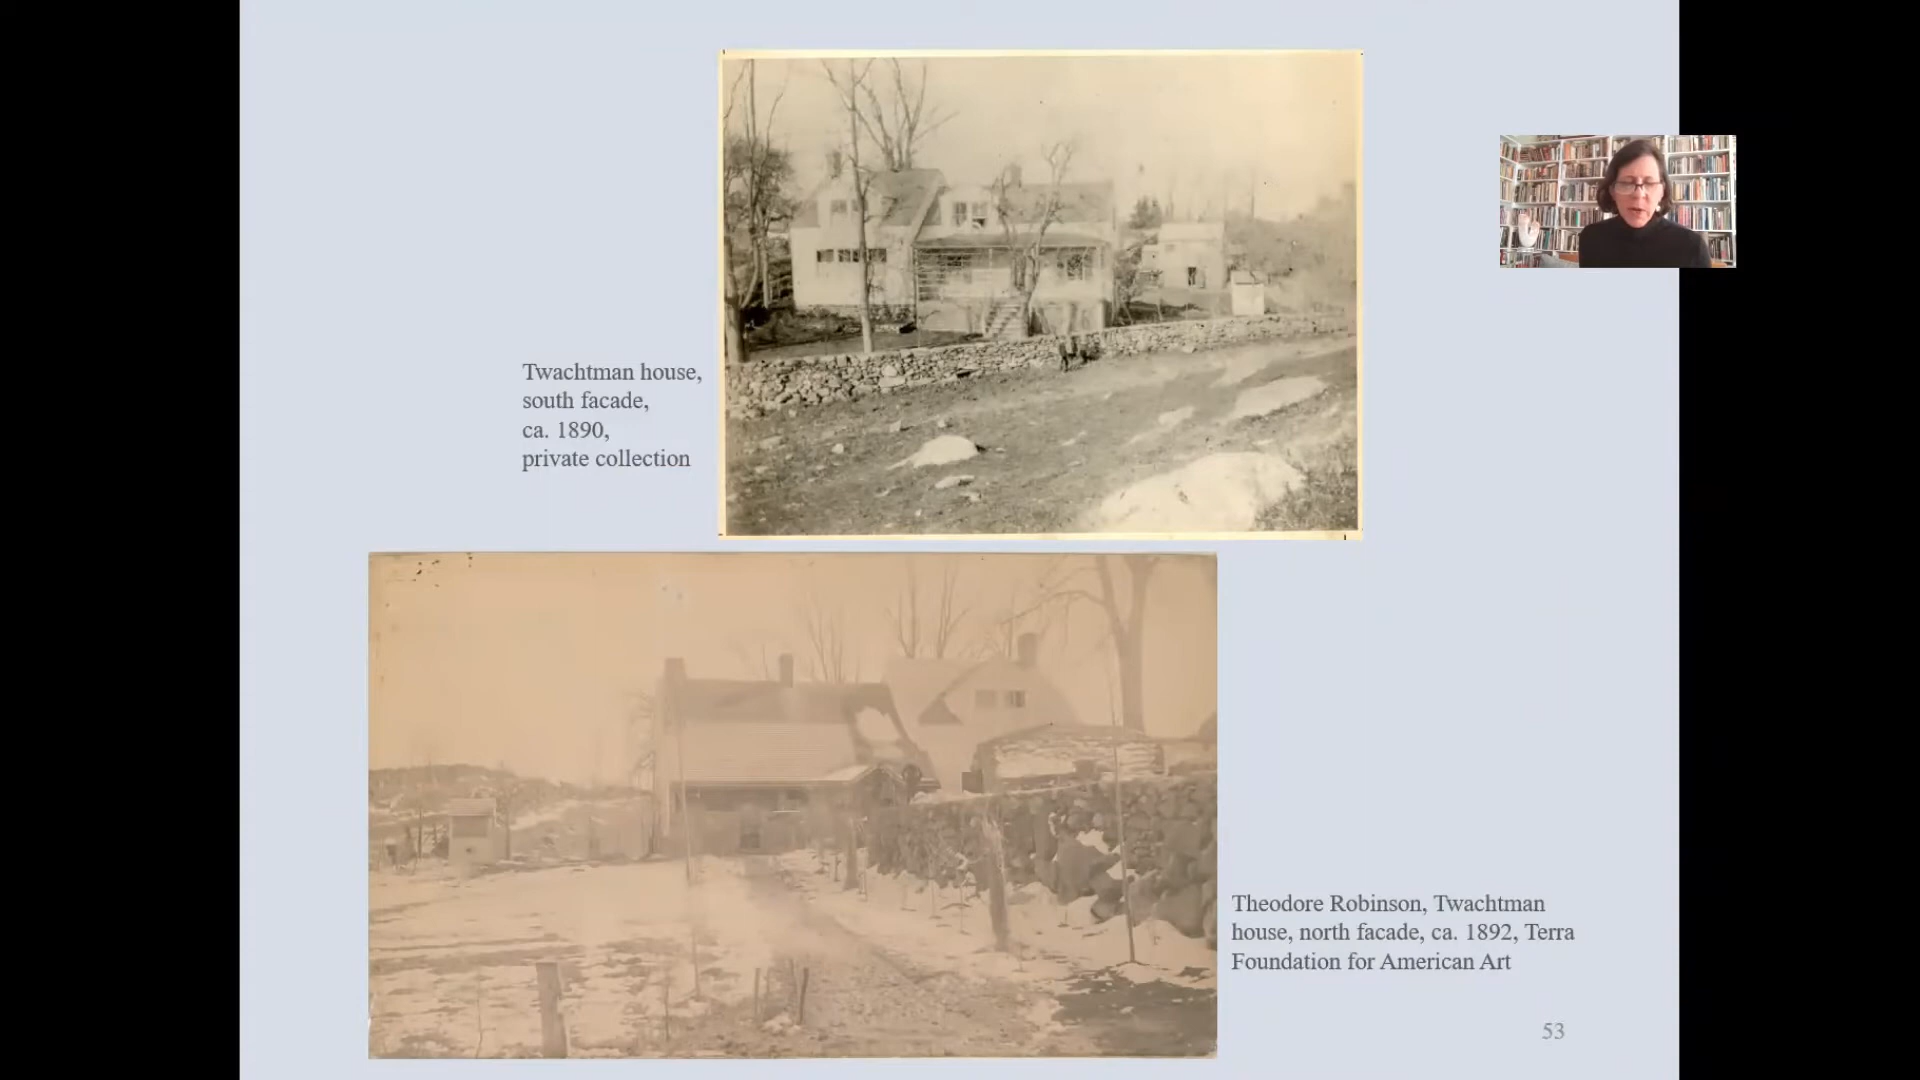 Twachtman house,
south facade,
ca. 1890,
private collection
Theodore Robinson, Twachtman
house, north facade, ca. 1892, Terra
Foundation for American Art
53